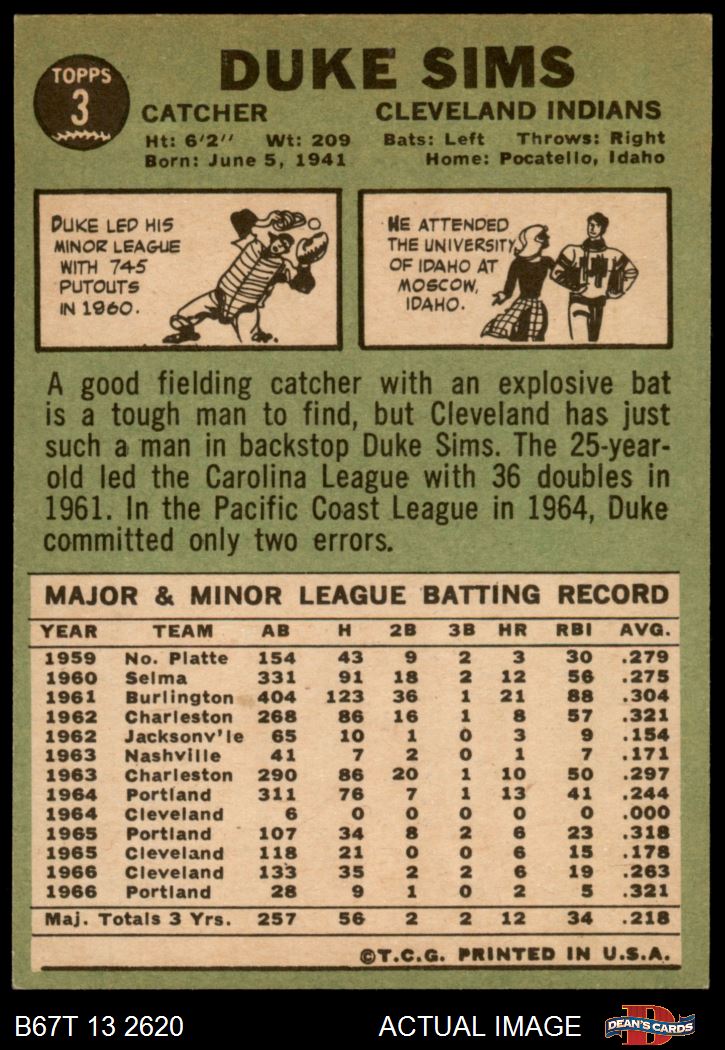 TOPPS
3
DUKE SIMS
CATCHER CLEVELAND INDIANS
Ht: 6'2" Wt: 209 Bats: Left Throws: Right
Born: June 5, 1941 Home: Pocatello, Idaho
DUKE LED HIS
MINOR LEAGUE
WITH 745
PUTOUTS
IN 1960.
HE ATTENDED
THE UNIVERSITY
OF IDAHO AT
MOSCOW,
IDAHO.
A good fielding catcher with an explosive bat
is a tough man to find, but Cleveland has just
such a man in backstop Duke Sims. The 25-year-
old led the Carolina League with 36 doubles in
1961. In the Pacific Coast League in 1964, Duke
committed only two errors.
MAJOR & MINOR LEAGUE BATTING RECORD
YEAR TEAM AB H 2B 3B HR RBI AVG.
1959 No. Platte 154 43 9 2 3 30 .279
1960 Selma 331 91 18 2 12 56 .275
1961 Burlington 404 123 36 1 21 88 .304
1962 Charleston 268 86 16 1 8 57 .321
1962 Jacksonv'le 65 10 1 0 3 9 .154
1963 Nashville 41 7 2 0 1 7 .171
1963 Charleston 290 86 20 1 10 50 .297
1964 Portland 311 76 7 1 13 41 .244
1964 Cleveland 6 0 0 0 0 0 .000
1965 Portland 107 34 8 2 6 23 .318
1965 Cleveland 118 21 0 0 6 15 .178
1966 Cleveland 133 35 2 2 6 19 .263
1966 Portland 28 9 1 0 2 5 .321
Maj. Totals 3 Yrs. 257 56 2 2 12 34 .218
©T.C.G. PRINTED IN U.S.A.
B67T 13 2620 ACTUAL IMAGE
D
DEAN'S CARDS